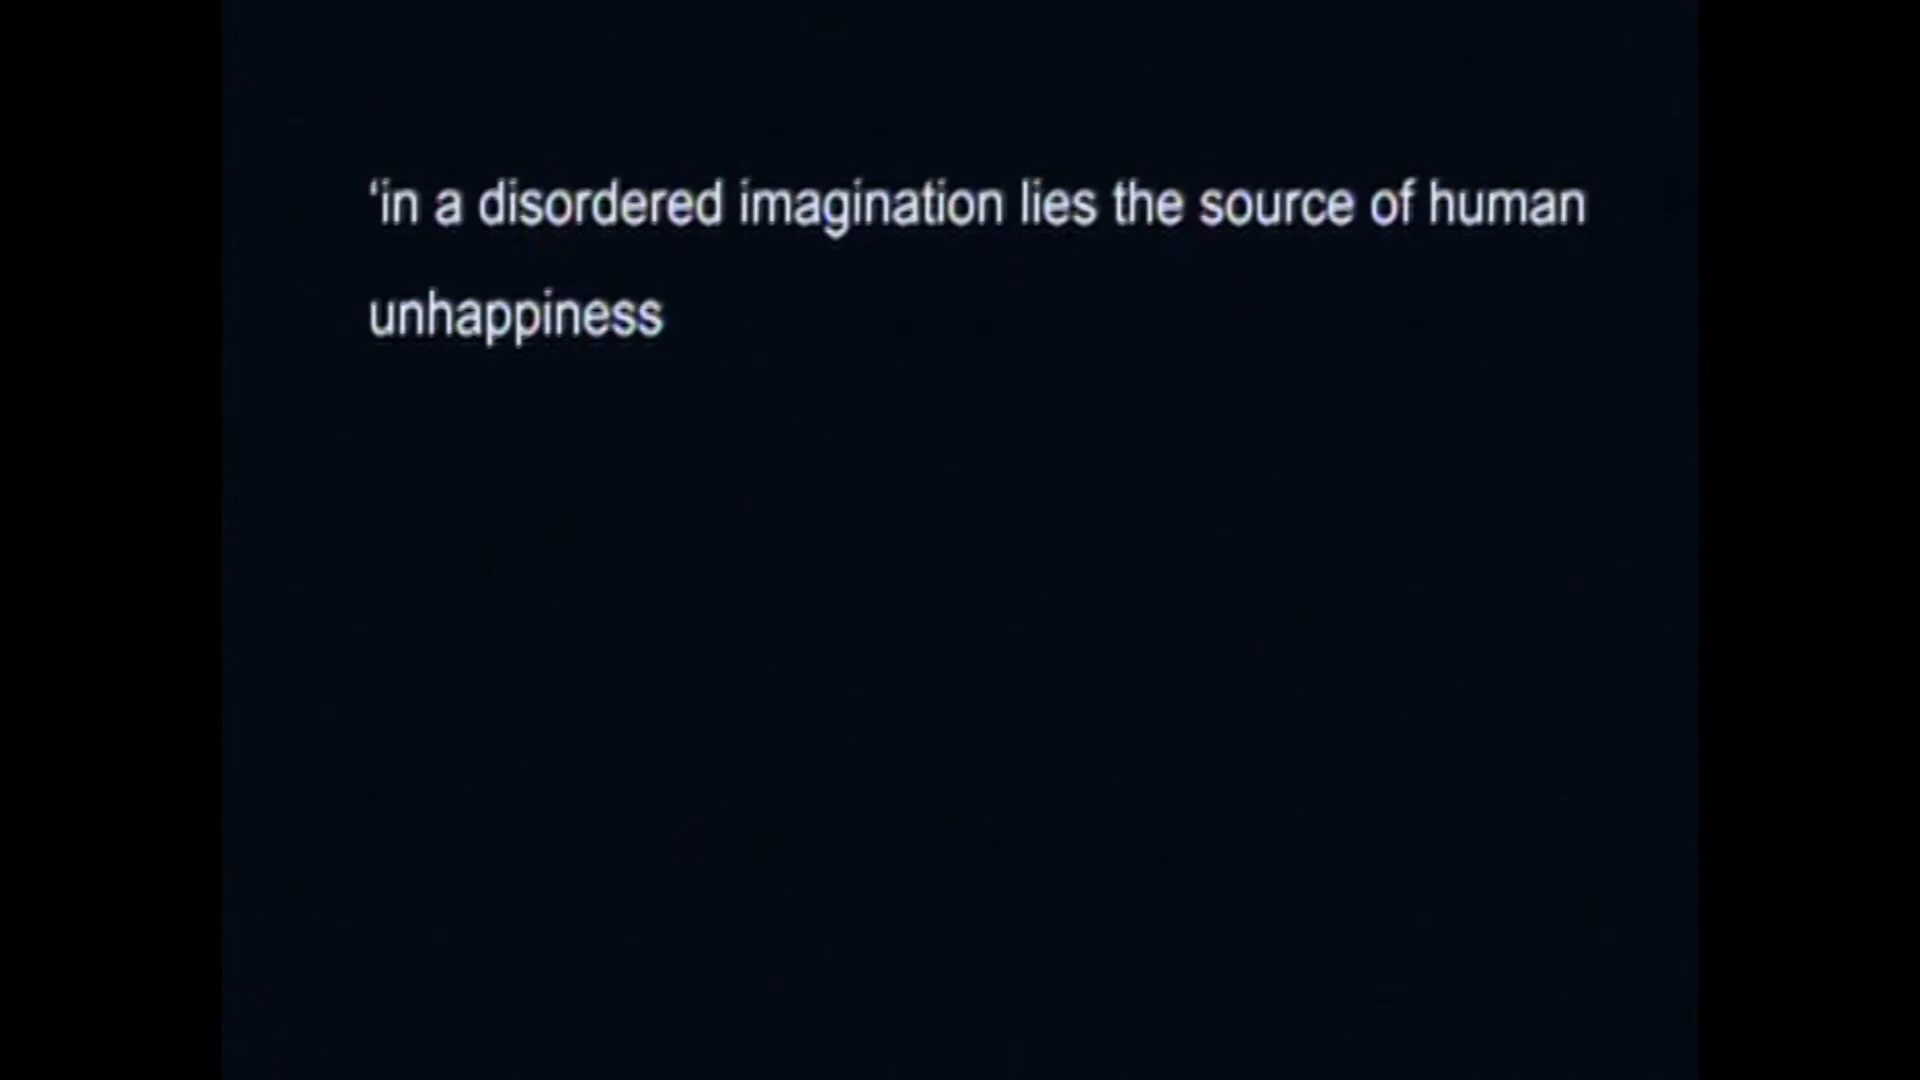 ‘in a disordered imagination lies the source of human
unhappiness